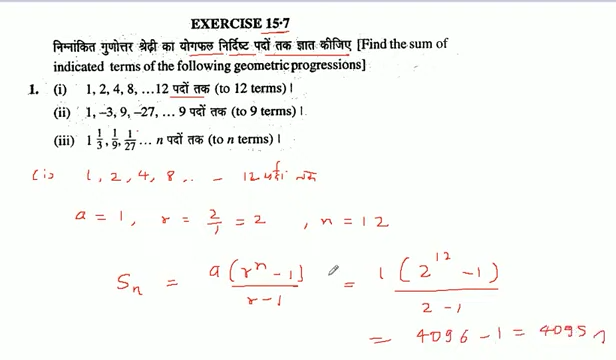 EXERCISE 15·7
निम्नांकित गुणोत्तर श्रेढ़ी का योगफल निर्दिष्ट पदों तक ज्ञात कीजिए [Find the sum of
indicated terms of the following geometric progressions]
1. (i) 1, 2, 4, 8, ...12 पदों तक (to 12 terms) ।
(ii) 1, –3, 9, –27, ... 9 पदों तक (to 9 terms) ।
(iii) 1 1/3, 1/9, 1/27 ... n पदों तक (to n terms) ।
(i) 1, 2, 4, 8, .. - 12 पदों तक
a = 1, r = 2/1 = 2, n = 12
Sn = a(rⁿ - 1)/(r - 1) = 1(2¹² - 1)/(2 - 1)
= 4096 - 1 = 4095